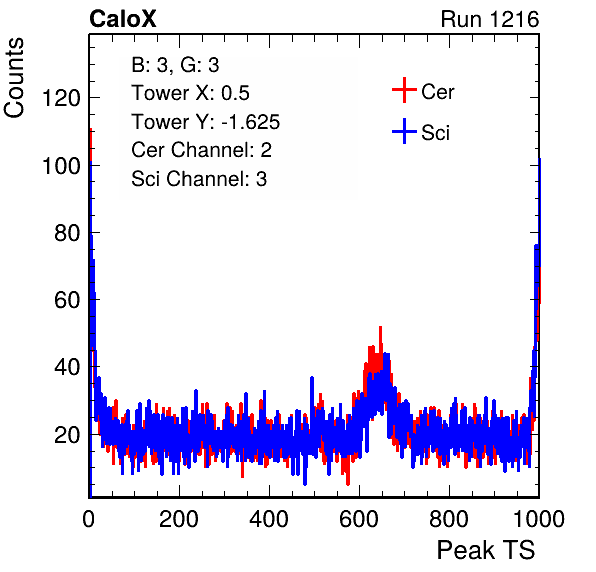 CaloX Run 1216
Counts
B: 3, G: 3
Tower X: 0.5
Tower Y: -1.625
Cer Channel: 2
Sci Channel: 3
Cer
Sci
120
100
80
60
40
20
0 200 400 600 800 1000
Peak TS